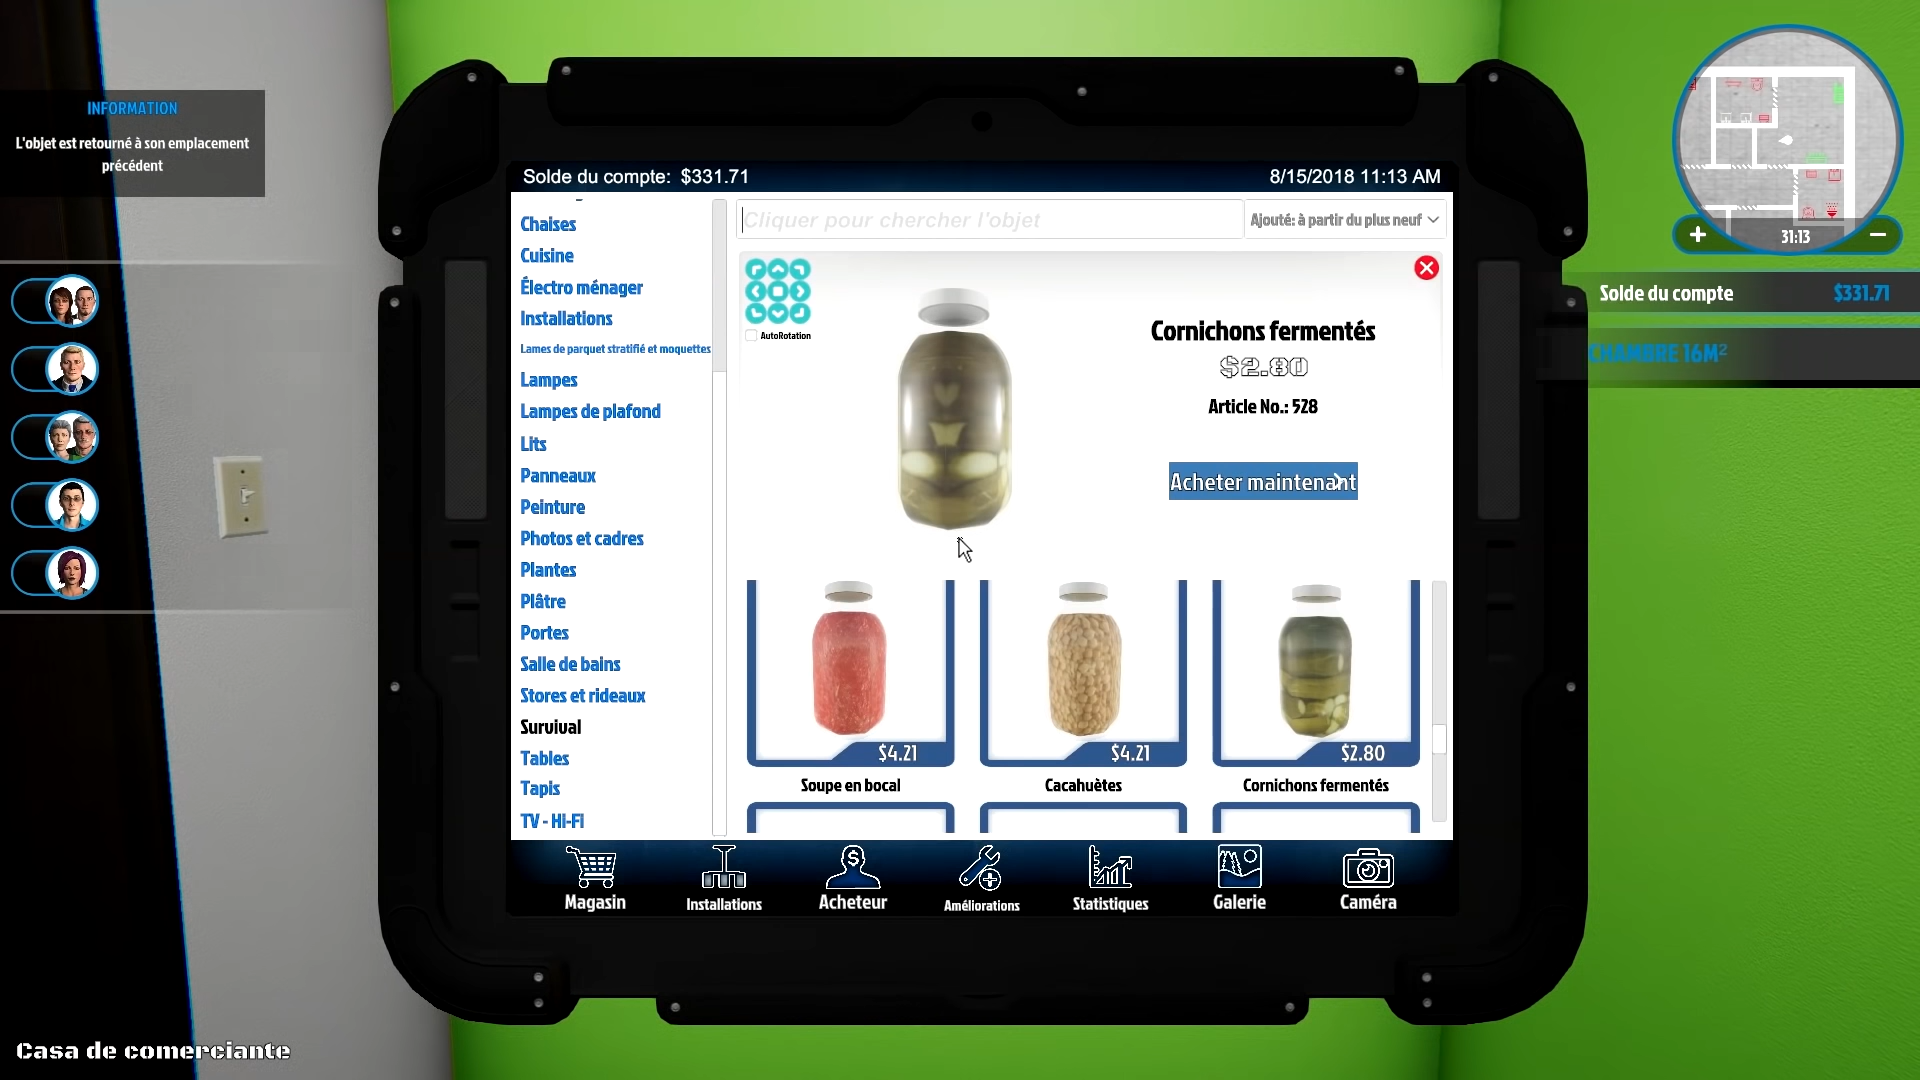 INFORMATION
L'objet est retourné à son emplacement
précédent
Solde du compte: $331.71
8/15/2018 11:13 AM
Chaises
Cuisine
Électro ménager
Installations
Lames de parquet stratifié et moquettes
Lampes
Lampes de plafond
Lits
Panneaux
Peinture
Photos et cadres
Plantes
Plâtre
Portes
Salle de bains
Stores et rideaux
Survival
Tables
Tapis
TV - HI-FI
Cliquer pour chercher l'objet
Ajouté: à partir du plus neuf
AutoRotation
Cornichons fermentés
$2.80
Article No.: 528
Acheter maintenant
$4.21
$4.21
$2.80
Soupe en bocal
Cacahuètes
Cornichons fermentés
Magasin
Installations
Acheteur
Améliorations
Statistiques
Galerie
Caméra
31:13
Solde du compte
$331.71
CHAMBRE 16M²
Casa de comerciante